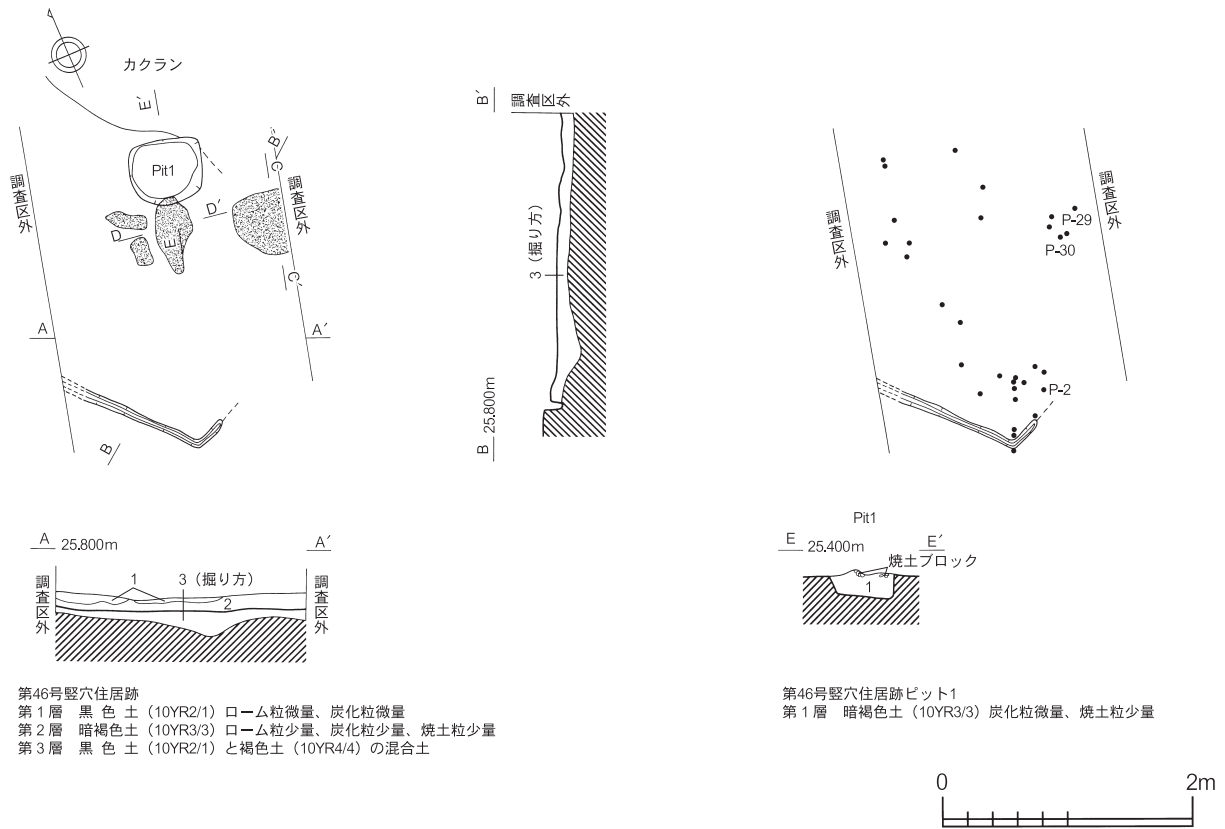 カクラン
E´
Pit1
B´
C
調査区外
調査区外
D´
D
E
C´
A
A´
B
B´
調査区外
3（掘り方）
B
25.800m
調査区外
調査区外
P-29
P-30
P-2
A
25.800m
A´
調査区外
1
3（掘り方）
2
調査区外
Pit1
E
25.400m
E´
焼土ブロック
1
第46号竪穴住居跡
第１層　黒 色 土（10YR2/1）ローム粒微量、炭化粒微量
第２層　暗褐色土（10YR3/3）ローム粒少量、炭化粒少量、焼土粒少量
第３層　黒 色 土（10YR2/1）と褐色土（10YR4/4）の混合土
第46号竪穴住居跡ピット1
第１層　暗褐色土（10YR3/3）炭化粒微量、焼土粒少量
0
2m